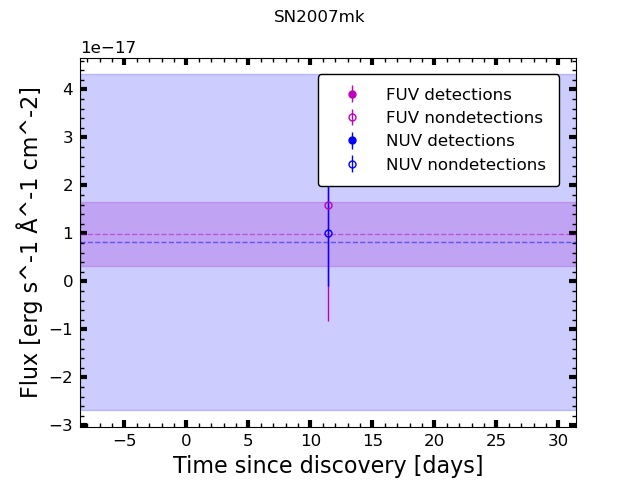 SN2007mk
1e−17
FUV detections
FUV nondetections
NUV detections
NUV nondetections
4
3
2
1
0
−1
−2
−3
Flux [erg s^-1 Å^-1 cm^-2]
−5
0
5
10
15
20
25
30
Time since discovery [days]